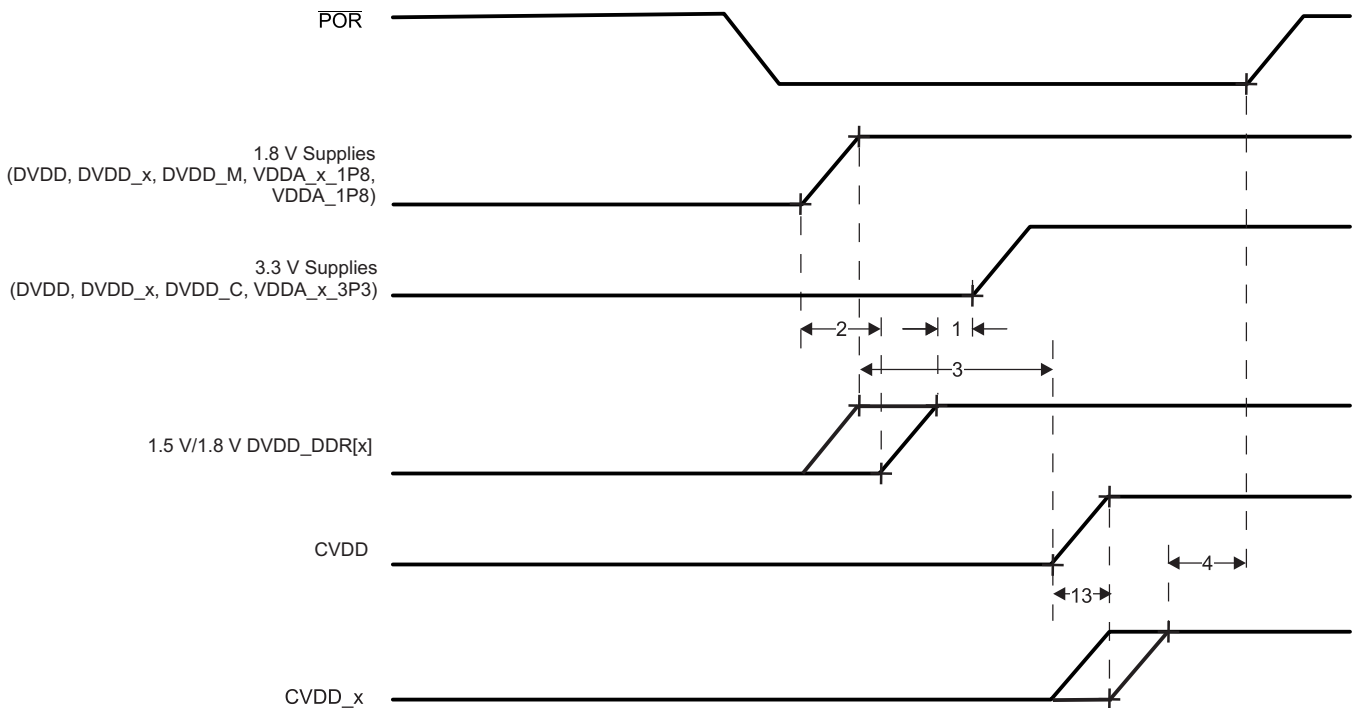 POR
1.8 V Supplies
(DVDD, DVDD_x, DVDD_M, VDDA_x_1P8,
VDDA_1P8)
3.3 V Supplies
(DVDD, DVDD_x, DVDD_C, VDDA_x_3P3)
2
1
3
1.5 V/1.8 V DVDD_DDR[x]
CVDD
4
13
CVDD_x